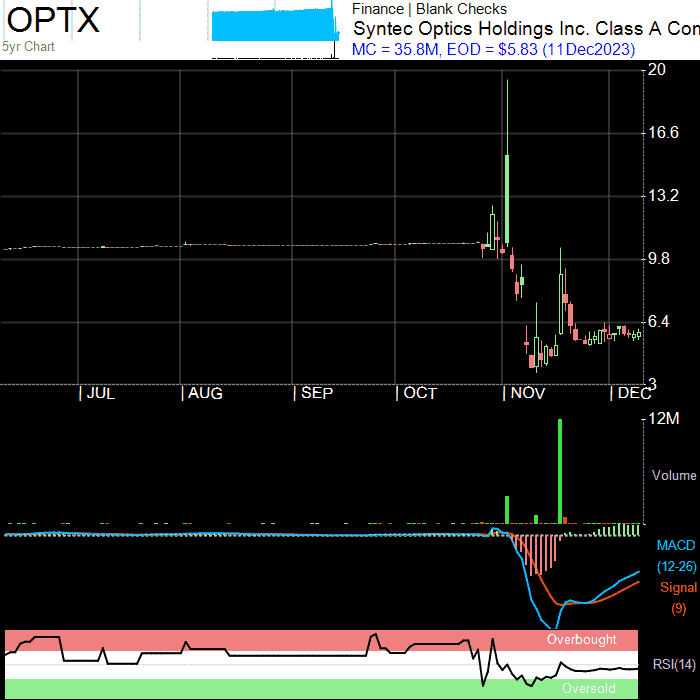 OPTX
5yr Chart
Finance | Blank Checks
Syntec Optics Holdings Inc. Class A Con
MC = 35.8M, EOD = $5.83 (11Dec2023)
20
16.6
13.2
9.8
6.4
3
JUL AUG SEP OCT NOV DEC
12M
Volume
MACD
(12-26)
Signal
(9)
Overbought
RSI(14)
Oversold